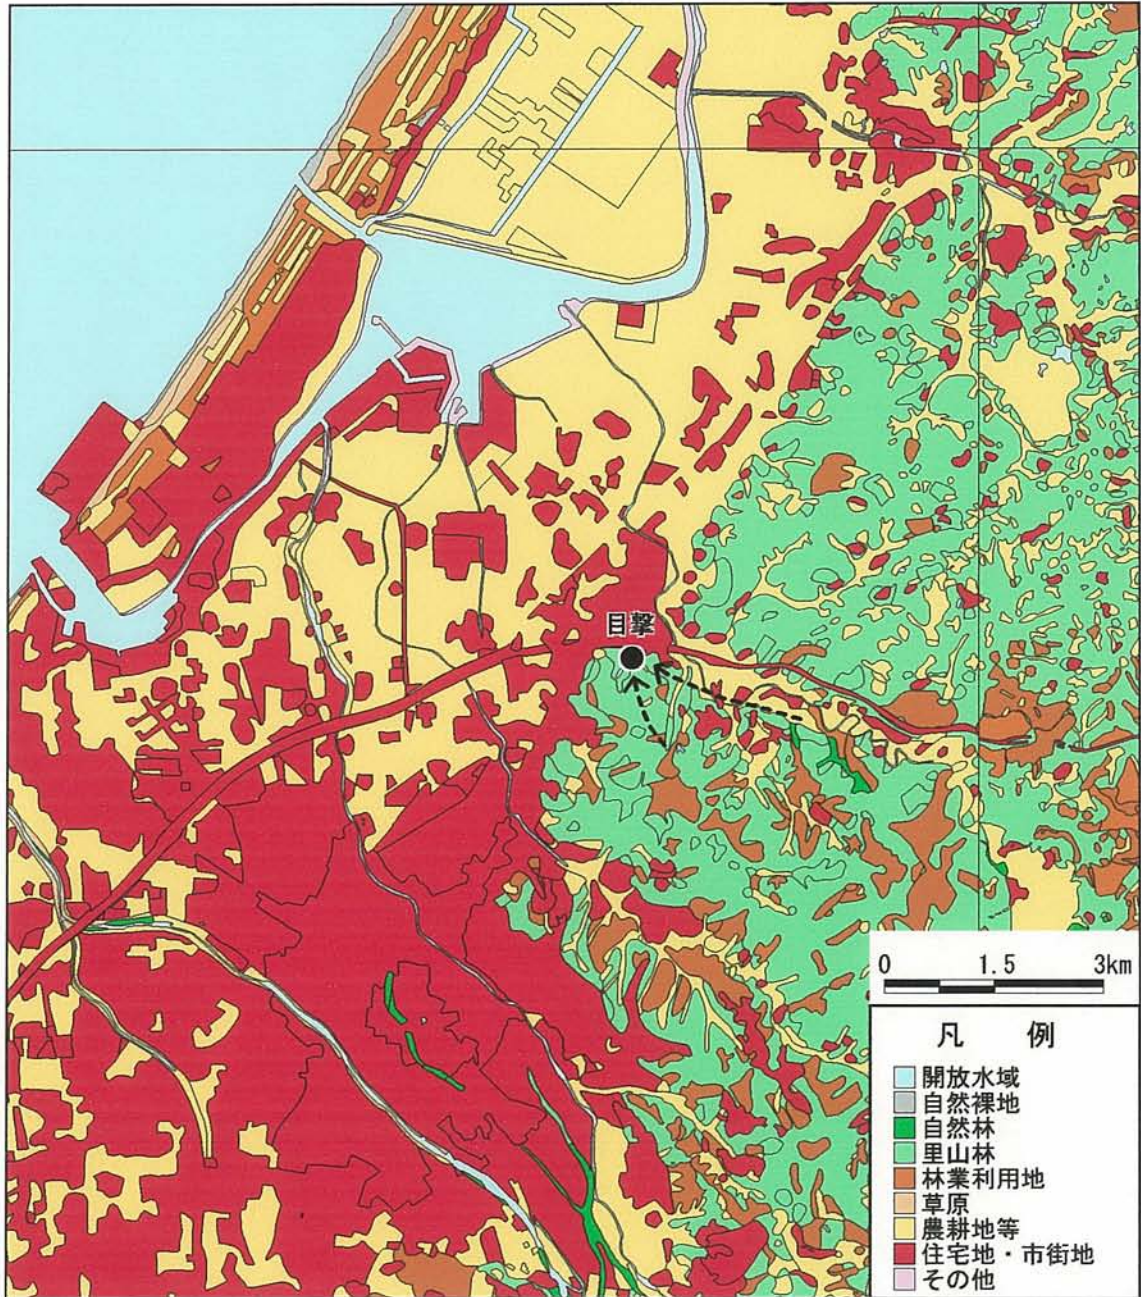 目撃
0 1.5 3km
凡 例
開放水域
自然裸地
自然林
里山林
林業利用地
草原
農耕地等
住宅地・市街地
その他